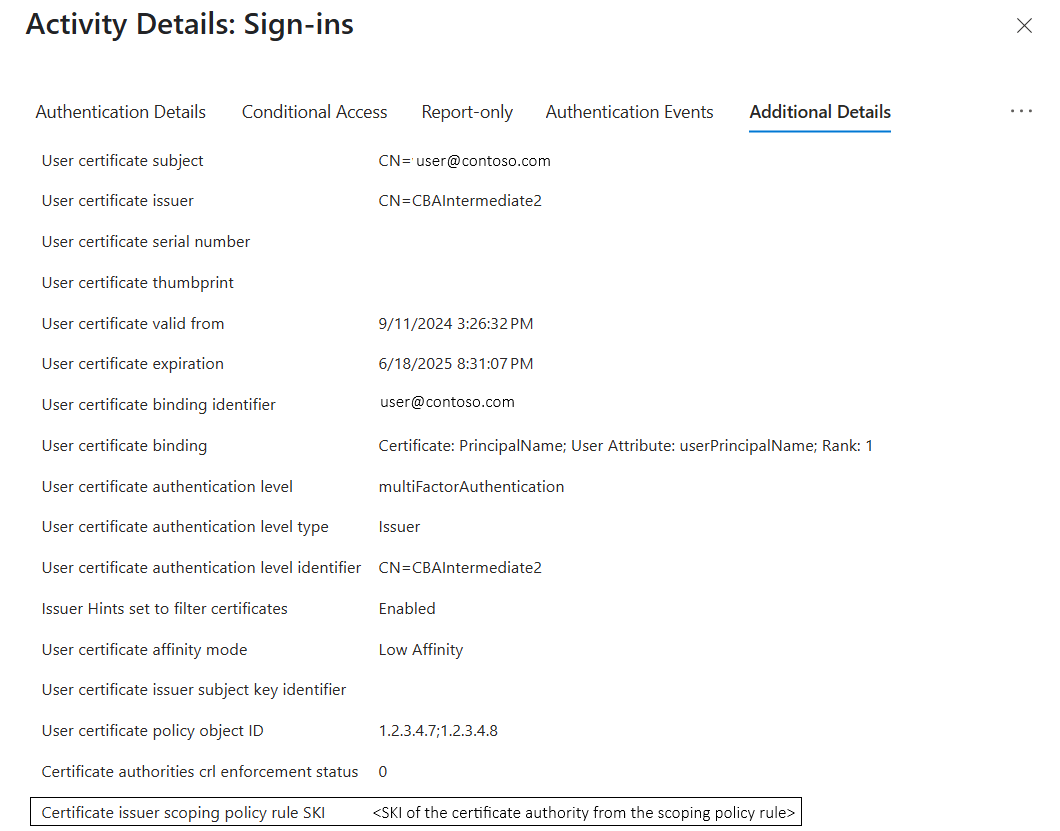 Activity Details: Sign-ins
Authentication Details Conditional Access Report-only Authentication Events Additional Details ...
User certificate subject CN= user@contoso.com
User certificate issuer CN=CBAIntermediate2
User certificate serial number
User certificate thumbprint
User certificate valid from 9/11/2024 3:26:32 PM
User certificate expiration 6/18/2025 8:31:07 PM
User certificate binding identifier user@contoso.com
User certificate binding Certificate: PrincipalName; User Attribute: userPrincipalName; Rank: 1
User certificate authentication level multiFactorAuthentication
User certificate authentication level type Issuer
User certificate authentication level identifier CN=CBAIntermediate2
Issuer Hints set to filter certificates Enabled
User certificate affinity mode Low Affinity
User certificate issuer subject key identifier
User certificate policy object ID 1.2.3.4.7;1.2.3.4.8
Certificate authorities crl enforcement status 0
Certificate issuer scoping policy rule SKI <SKI of the certificate authority from the scoping policy rule>